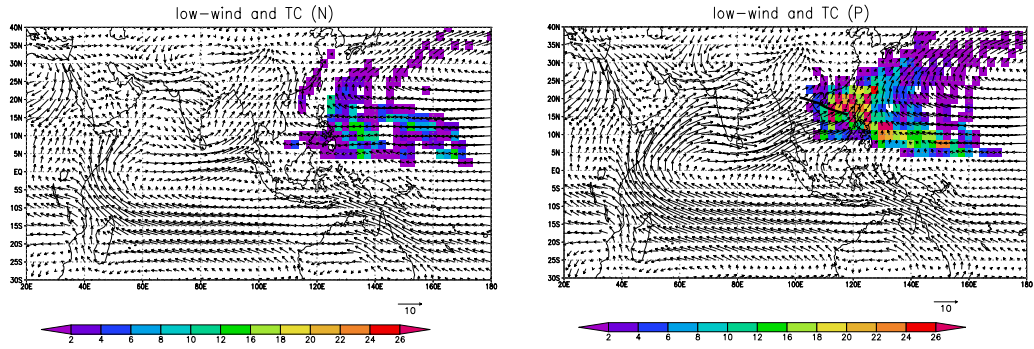 low-wind and TC (N)
40N
35N
30N
25N
20N
15N
10N
5N
EQ
5S
10S
15S
20S
25S
30S
20E 40E 60E 80E 100E 120E 140E 160E 180
10
2 4 6 8 10 12 14 16 18 20 22 24 26
low-wind and TC (P)
40N
35N
30N
25N
20N
15N
10N
5N
EQ
5S
10S
15S
20S
25S
30S
20E 40E 60E 80E 100E 120E 140E 160E 180
10
2 4 6 8 10 12 14 16 18 20 22 24 26